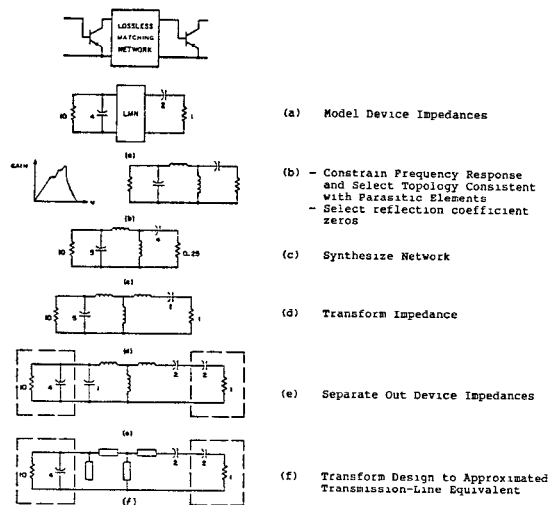 LOSSLESS
MATCHING
NETWORK
10 4 LMN 2 1
(a) Model Device Impedances
(a)
GAIN
(b) - Constrain Frequency Response
and Select Topology Consistent
with Parasitic Elements
- Select reflection coefficient
zeros
(b)
10 5 4 0.25
(c) Synthesize Network
(c)
10 5 1
(d) Transform Impedance
(d)
10 4 1 2 2 1
(e) Separate Out Device Impedances
(e)
10 4 2 2 1
(f) Transform Design to Approximated
Transmission-Line Equivalent
(f)